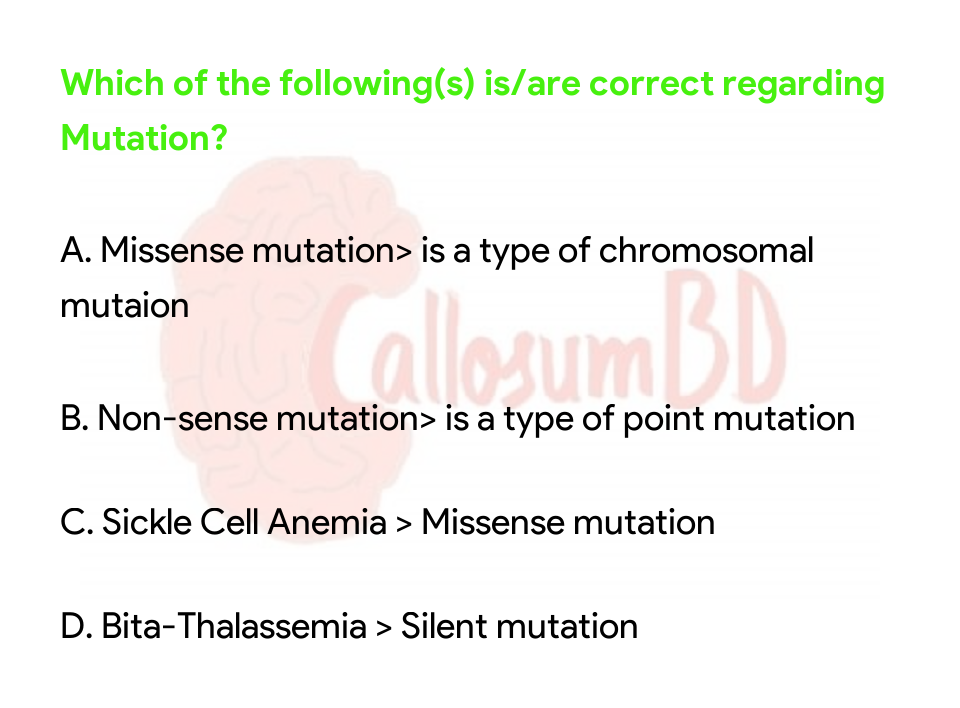 Which of the following(s) is/are correct regarding
Mutation?
A. Missense mutation> is a type of chromosomal
mutaion
CallosumBD
B. Non-sense mutation> is a type of point mutation
C. Sickle Cell Anemia > Missense mutation
D. Bita-Thalassemia > Silent mutation